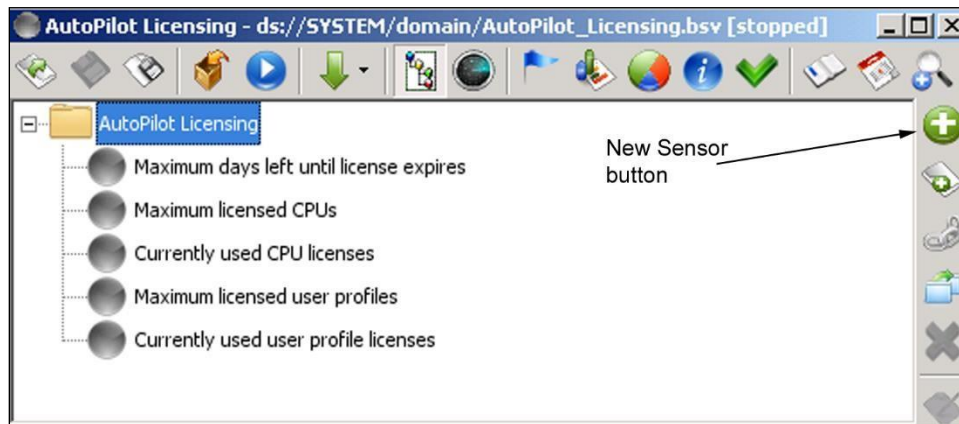 AutoPilot Licensing - ds://SYSTEM/domain/AutoPilot_Licensing.bsv [stopped]
AutoPilot Licensing
Maximum days left until license expires
Maximum licensed CPUs
Currently used CPU licenses
Maximum licensed user profiles
Currently used user profile licenses
New Sensor
button